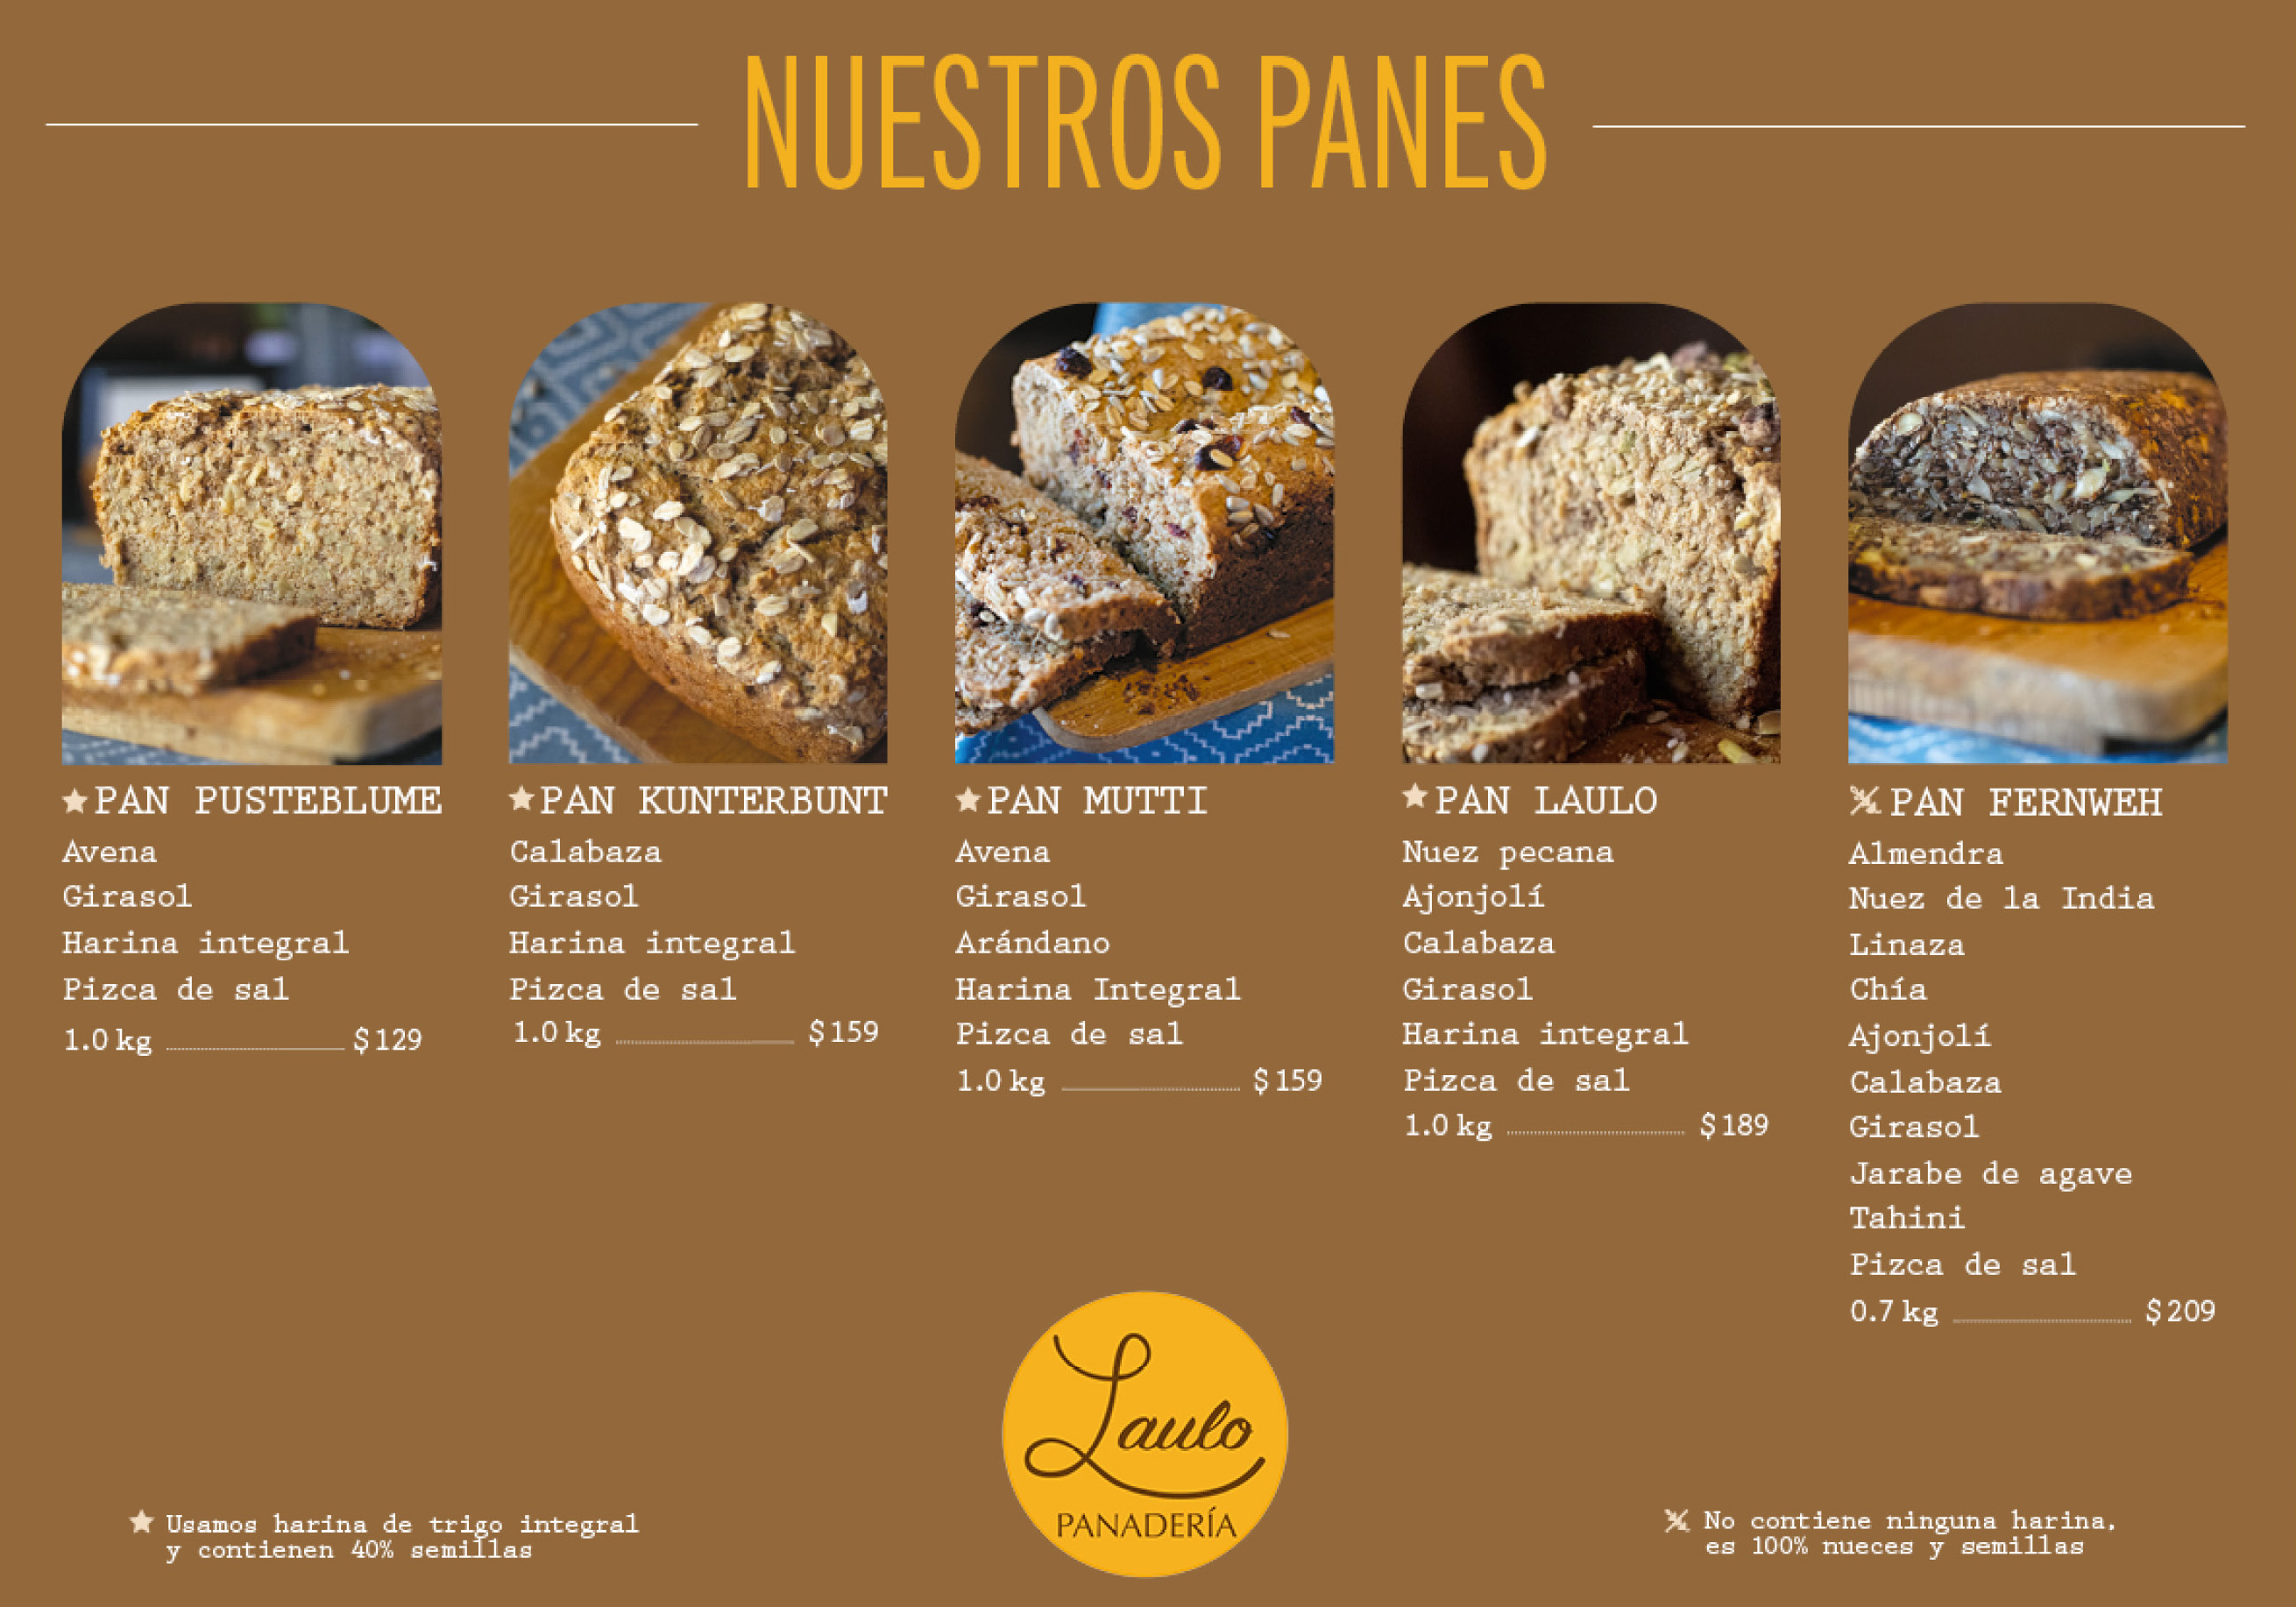 NUESTROS PANES
PAN PUSTEBLUME
Avena
Girasol
Harina integral
Pizca de sal
1.0 kg $129
PAN KUNTERBUNT
Calabaza
Girasol
Harina integral
Pizca de sal
1.0 kg $159
PAN MUTTI
Avena
Girasol
Arándano
Harina Integral
Pizca de sal
1.0 kg $159
PAN LAULO
Nuez pecana
Ajonjolí
Calabaza
Girasol
Harina integral
Pizca de sal
1.0 kg $189
PAN FERNWEH
Almendra
Nuez de la India
Linaza
Chía
Ajonjolí
Calabaza
Girasol
Jarabe de agave
Tahini
Pizca de sal
0.7 kg $209
Usamos harina de trigo integral
y contienen 40% semillas
Laulo
PANADERÍA
No contiene ninguna harina,
es 100% nueces y semillas